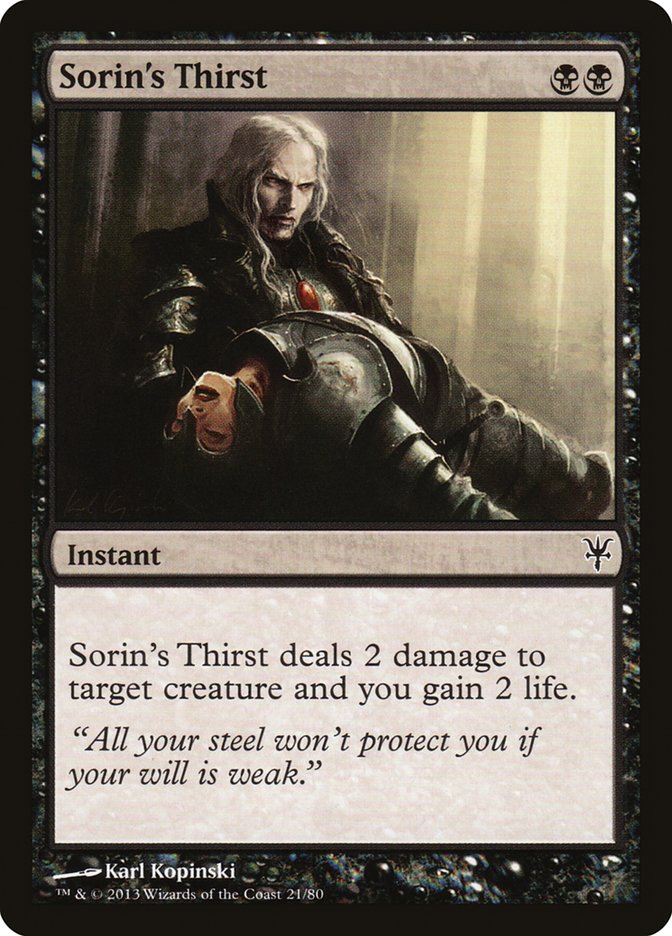 Sorin's Thirst
Instant
Sorin's Thirst deals 2 damage to
target creature and you gain 2 life.
“All your steel won't protect you if
your will is weak.”
Karl Kopinski
™ & © 2013 Wizards of the Coast 21/80